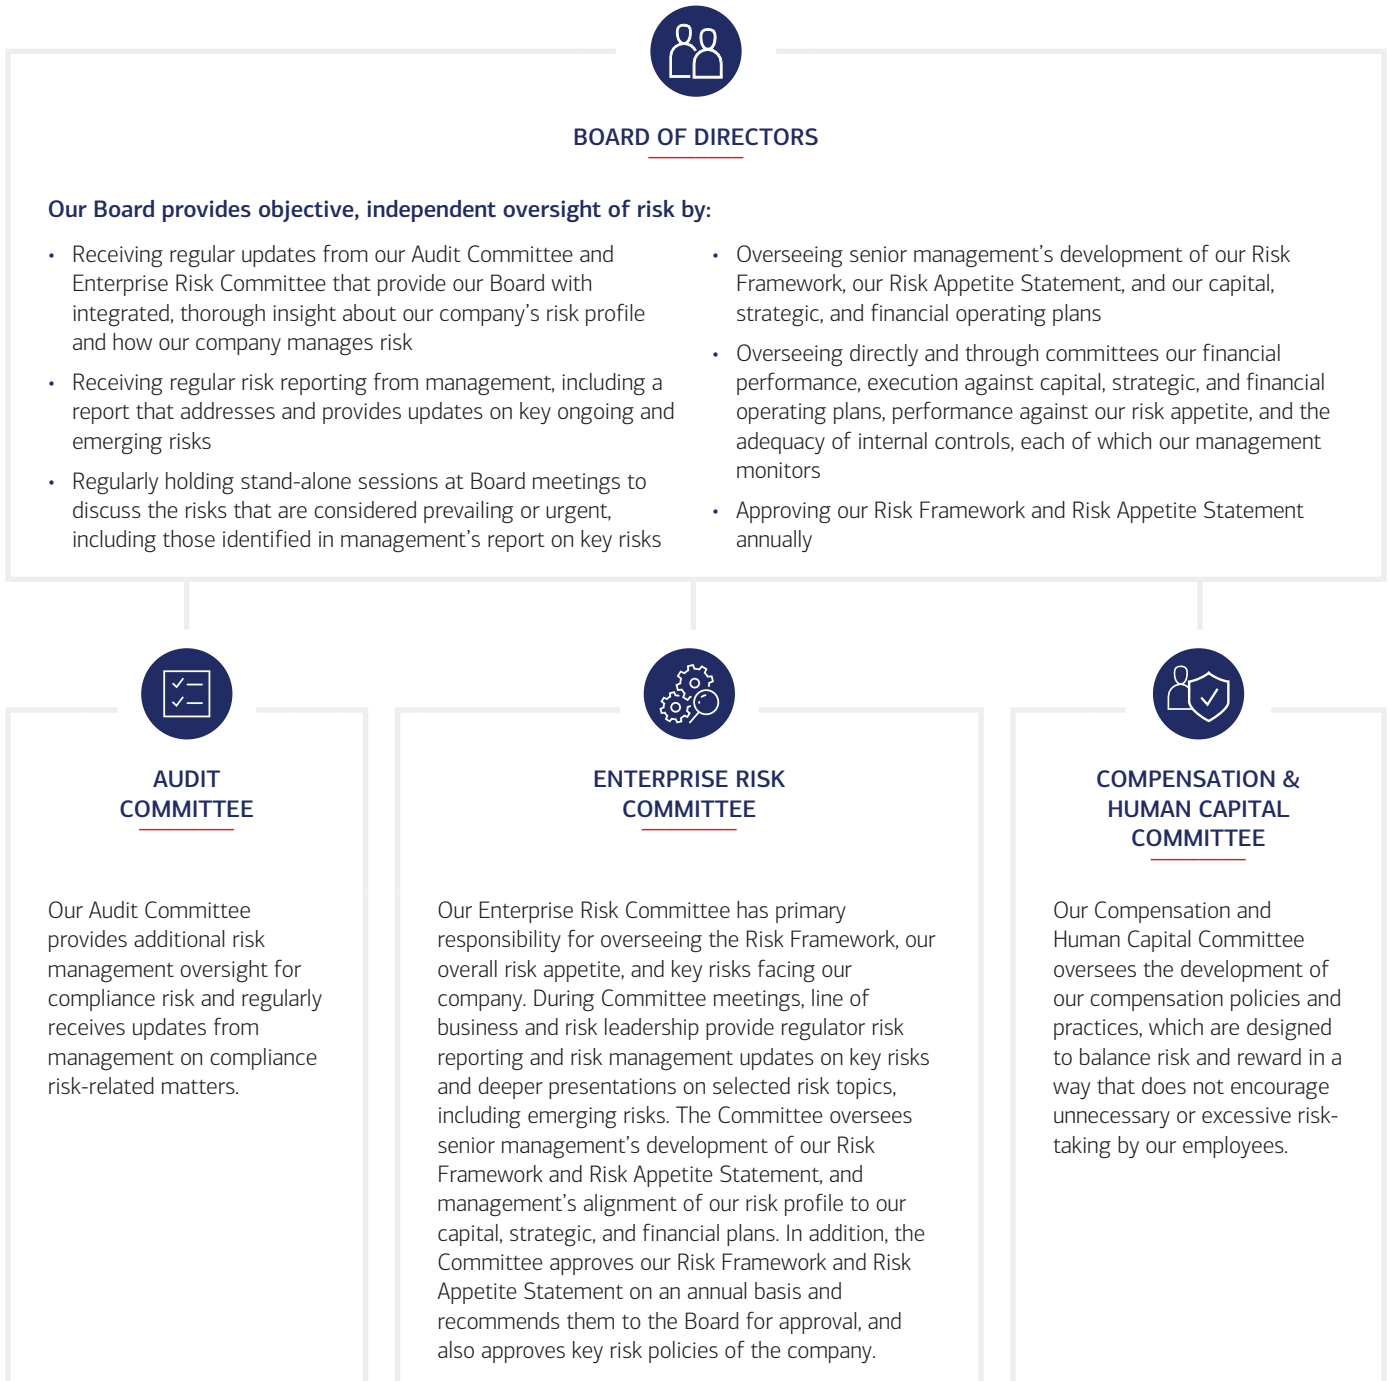 BOARD OF DIRECTORS
Our Board provides objective, independent oversight of risk by:
• Receiving regular updates from our Audit Committee and
Enterprise Risk Committee that provide our Board with
integrated, thorough insight about our company's risk profile
and how our company manages risk
• Receiving regular risk reporting from management, including a
report that addresses and provides updates on key ongoing and
emerging risks
• Regularly holding stand-alone sessions at Board meetings to
discuss the risks that are considered prevailing or urgent,
including those identified in management's report on key risks
• Overseeing senior management's development of our Risk
Framework, our Risk Appetite Statement, and our capital,
strategic, and financial operating plans
• Overseeing directly and through committees our financial
performance, execution against capital, strategic, and financial
operating plans, performance against our risk appetite, and the
adequacy of internal controls, each of which our management
monitors
• Approving our Risk Framework and Risk Appetite Statement
annually
AUDIT
COMMITTEE
Our Audit Committee
provides additional risk
management oversight for
compliance risk and regularly
receives updates from
management on compliance
risk-related matters.
ENTERPRISE RISK
COMMITTEE
Our Enterprise Risk Committee has primary
responsibility for overseeing the Risk Framework, our
overall risk appetite, and key risks facing our
company. During Committee meetings, line of
business and risk leadership provide regulator risk
reporting and risk management updates on key risks
and deeper presentations on selected risk topics,
including emerging risks. The Committee oversees
senior management's development of our Risk
Framework and Risk Appetite Statement, and
management's alignment of our risk profile to our
capital, strategic, and financial plans. In addition, the
Committee approves our Risk Framework and Risk
Appetite Statement on an annual basis and
recommends them to the Board for approval, and
also approves key risk policies of the company.
COMPENSATION &
HUMAN CAPITAL
COMMITTEE
Our Compensation and
Human Capital Committee
oversees the development of
our compensation policies and
practices, which are designed
to balance risk and reward in a
way that does not encourage
unnecessary or excessive risk-
taking by our employees.